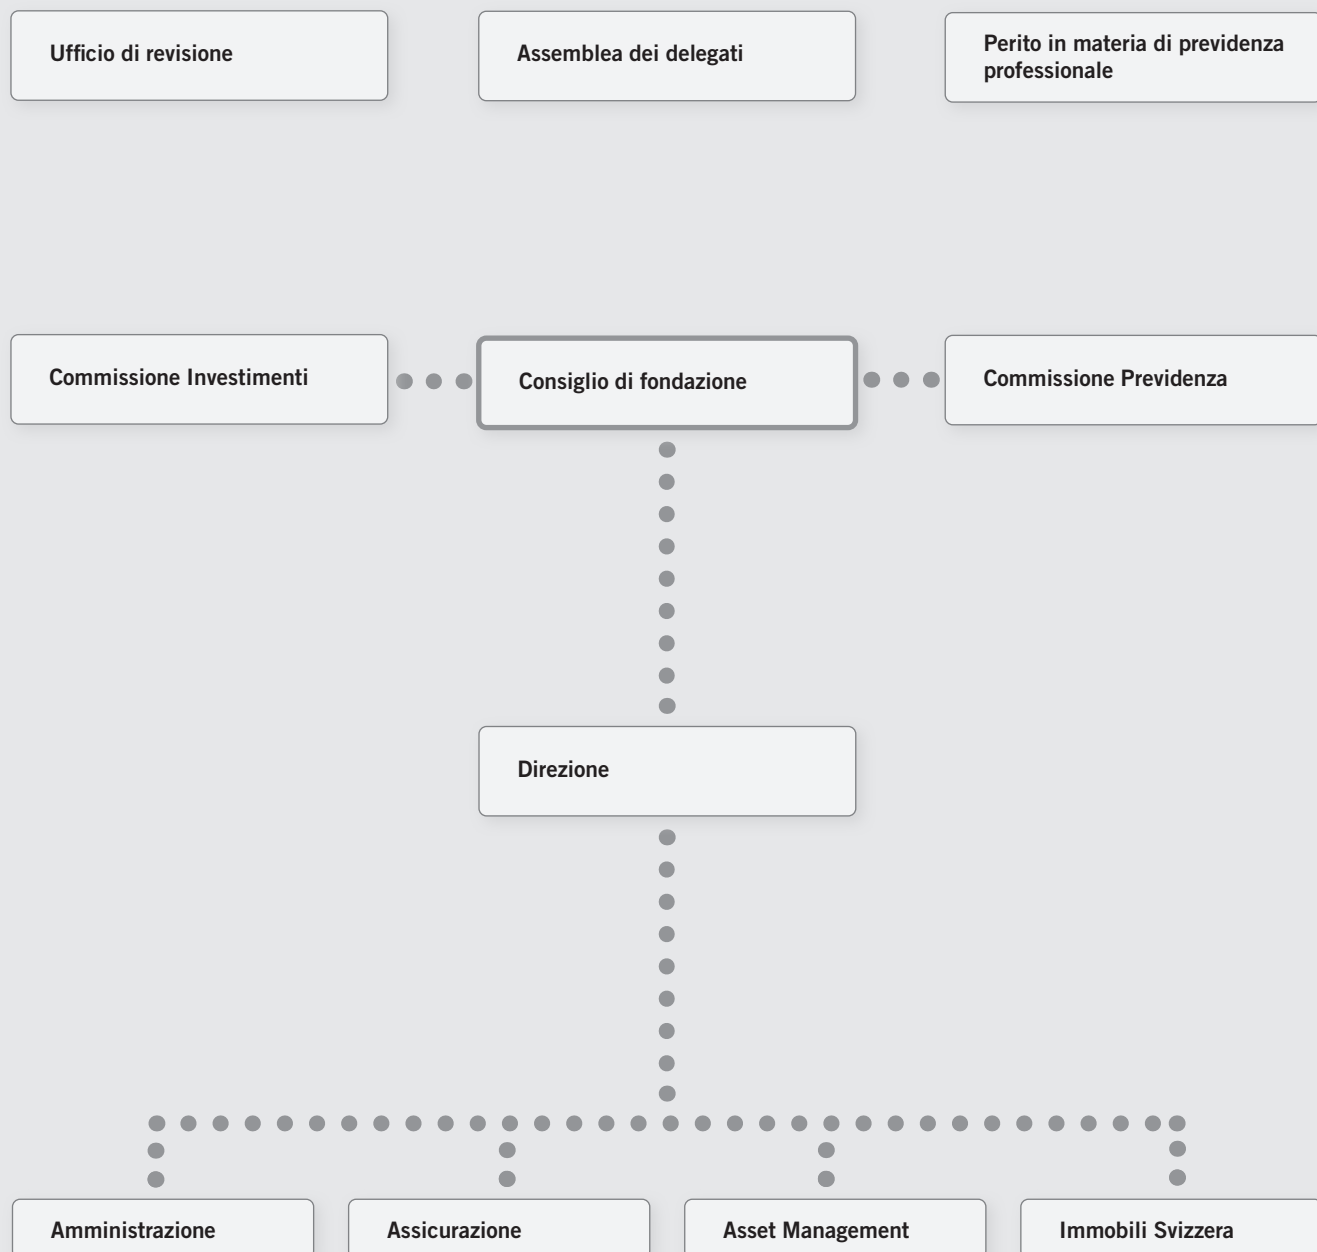 Ufficio di revisione
Assemblea dei delegati
Perito in materia di previdenza
professionale
Commissione Investimenti
Consiglio di fondazione
Commissione Previdenza
Direzione
Amministrazione
Assicurazione
Asset Management
Immobili Svizzera